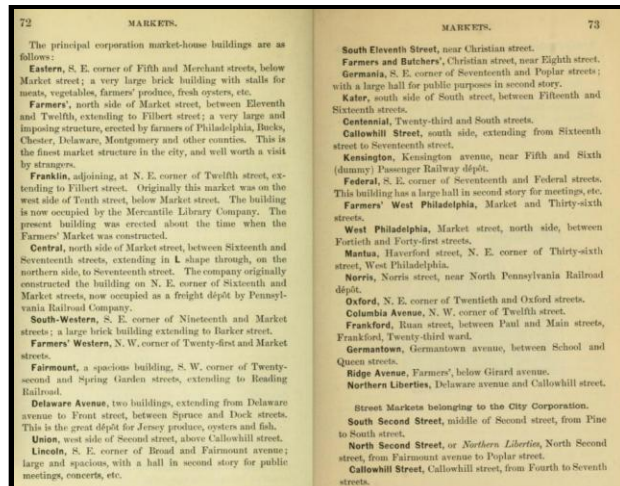 72
MARKETS.
The principal corporation market-house buildings are as
follows:
Eastern, S. E. corner of Fifth and Merchant streets, below
Market street; a very large brick building with stalls for
meats, vegetables, farmers' produce, fresh oysters, etc.
Farmers', north side of Market street, between Eleventh
and Twelfth, extending to Filbert street; a very large and
imposing structure, erected by farmers of Philadelphia, Bucks,
Chester, Delaware, Montgomery and other counties. This is
the finest market structure in the city, and well worth a visit
by strangers.
Franklin, adjoining, at N. E. corner of Twelfth street, ex-
tending to Filbert street. Originally this market was on the
west side of Tenth street, below Market street. The building
is now occupied by the Mercantile Library Company. The
present building was erected about the time when the
Farmers' Market was constructed.
Central, north side of Market street, between Sixteenth and
Seventeenth streets, extending in L shape through, on the
northern side, to Seventeenth street. The company originally
constructed the building on N. E. corner of Sixteenth and
Market streets, now occupied as a freight dépôt by Pennsyl-
vania Railroad Company.
South-Western, S. E. corner of Nineteenth and Market
streets; a large brick building extending to Barker street.
Farmers' Western, N. W. corner of Twenty-first and Market
streets.
Fairmount, a spacious building, S. W. corner of Twenty-
second and Spring Garden streets, extending to Reading
Railroad.
Delaware Avenue, two buildings, extending from Delaware
avenue to Front street, between Spruce and Dock streets.
This is the great dépôt for Jersey produce, oysters and fish.
Union, west side of Second street, above Callowhill street.
Lincoln, S. E. corner of Broad and Fairmount avenue;
large and spacious, with a hall in second story for public
meetings, concerts, etc.
MARKETS.
73
South Eleventh Street, near Christian street.
Farmers and Butchers', Christian street, near Eighth street.
Germania, S. E. corner of Seventeenth and Poplar streets;
with a large hall for public purposes in second story.
Kater, south side of South street, between Fifteenth and
Sixteenth streets.
Centennial, Twenty-third and South streets.
Callowhill Street, south side, extending from Sixteenth
street to Seventeenth street.
Kensington, Kensington avenue, near Fifth and Sixth
(dummy) Passenger Railway dépôt.
Federal, S. E. corner of Seventeenth and Federal streets.
This building has a large hall in second story for meetings, etc.
Farmers' West Philadelphia, Market and Thirty-sixth
streets.
West Philadelphia, Market street, north side, between
Fortieth and Forty-first streets.
Mantua, Haverford street, N. E. corner of Thirty-sixth
street, West Philadelphia.
Norris, Norris street, near North Pennsylvania Railroad
dépôt.
Oxford, N. E. corner of Twentieth and Oxford streets.
Columbia Avenue, N. W. corner of Twelfth street.
Frankford, Ruan street, between Paul and Main streets,
Frankford, Twenty-third ward.
Germantown, Germantown avenue, between School and
Queen streets.
Ridge Avenue, Farmers', below Girard avenue.
Northern Liberties, Delaware avenue and Callowhill street.
Street Markets belonging to the City Corporation.
South Second Street, middle of Second street, from Pine
to South street.
North Second Street, or Northern Liberties, North Second
street, from Fairmount avenue to Poplar street.
Callowhill Street, Callowhill street, from Fourth to Seventh
streets.